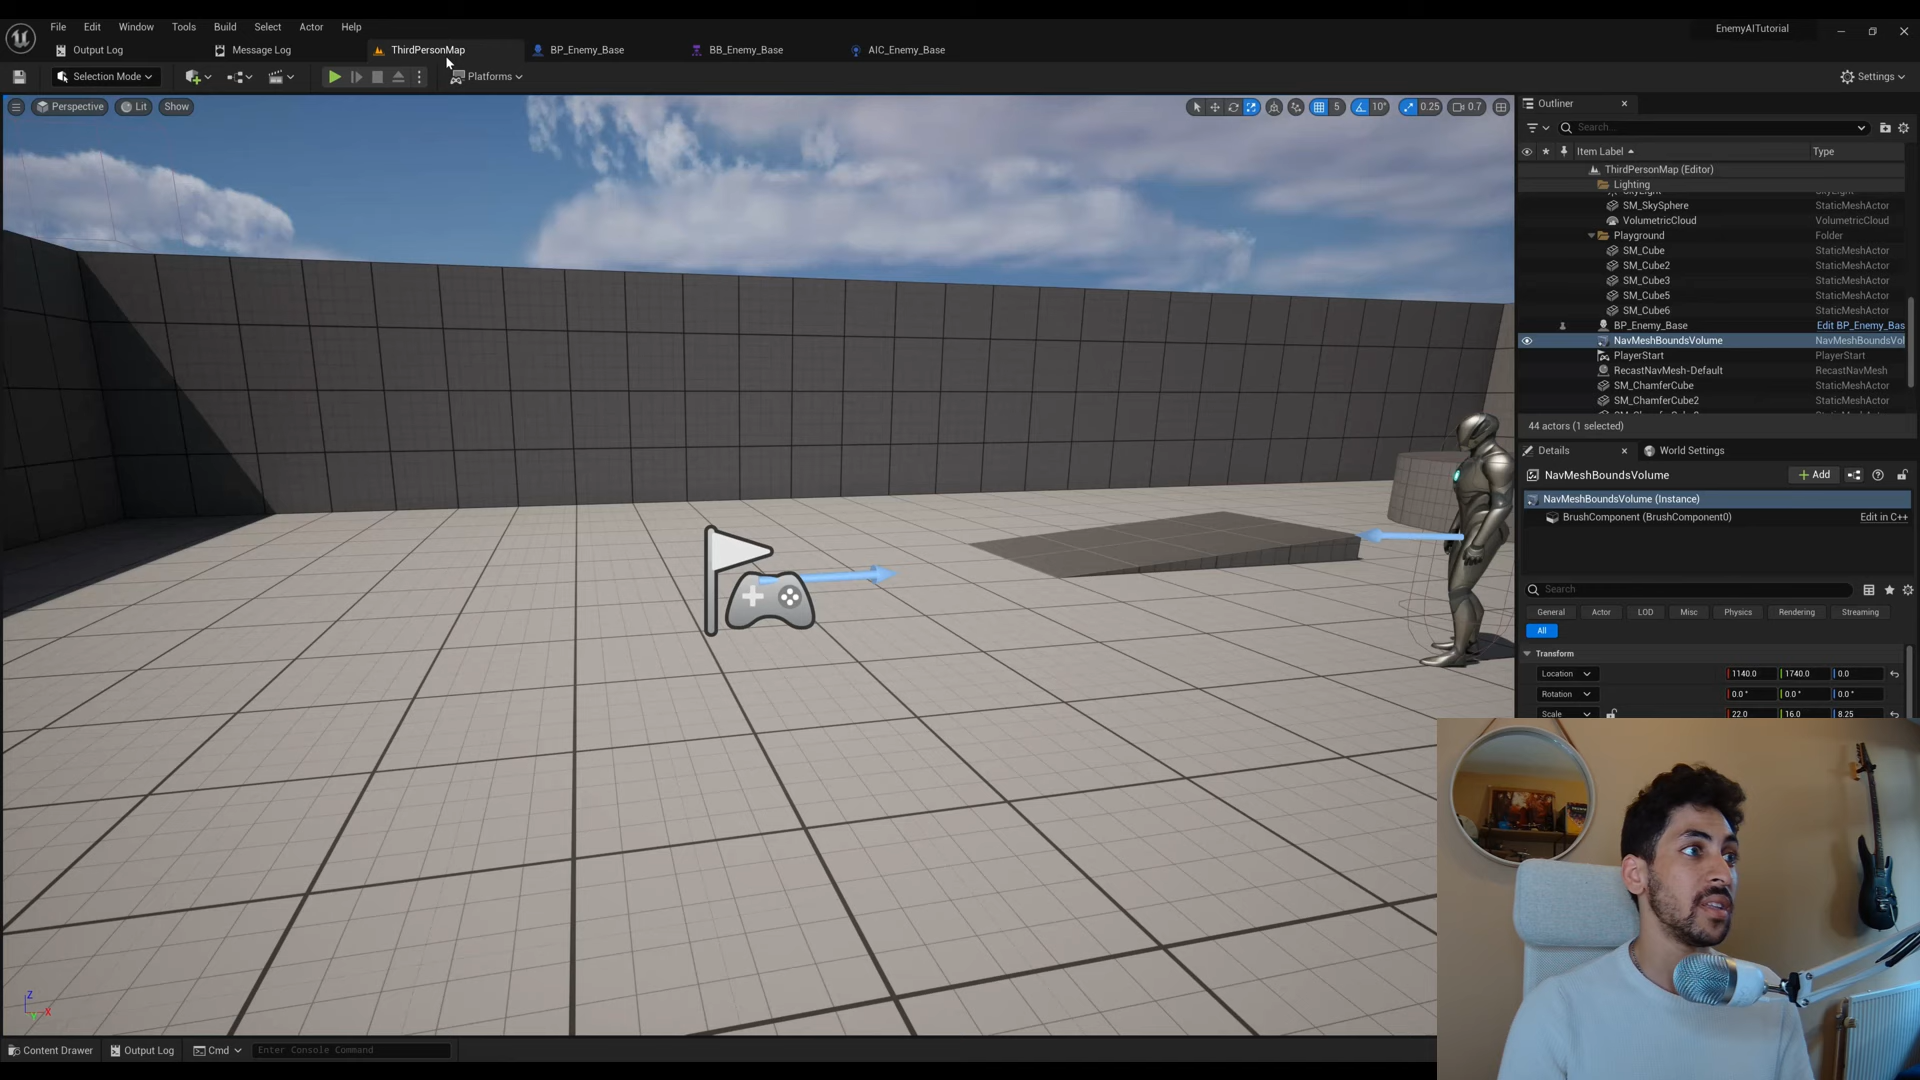 File Edit Window Tools Build Select Actor Help
EnemyAITutorial
Output Log Message Log ThirdPersonMap BP_Enemy_Base BB_Enemy_Base AIC_Enemy_Base
Selection Mode Platforms Settings
Perspective Lit Show 5 10° 0.25 0.7
Outliner
Search...
Item Label Type
ThirdPersonMap (Editor)
Lighting
SM_SkySphere StaticMeshActor
VolumetricCloud VolumetricCloud
Playground Folder
SM_Cube StaticMeshActor
SM_Cube2 StaticMeshActor
SM_Cube3 StaticMeshActor
SM_Cube5 StaticMeshActor
SM_Cube6 StaticMeshActor
BP_Enemy_Base Edit BP_Enemy_Bas
NavMeshBoundsVolume NavMeshBoundsVol
PlayerStart PlayerStart
RecastNavMesh-Default RecastNavMesh
SM_ChamferCube StaticMeshActor
SM_ChamferCube2 StaticMeshActor
44 actors (1 selected)
Details World Settings
NavMeshBoundsVolume Add
NavMeshBoundsVolume (Instance)
BrushComponent (BrushComponent0) Edit in C++
Search
General Actor LOD Misc Physics Rendering Streaming
All
Transform
Location 1140.0 1740.0 0.0
Rotation 0.0° 0.0° 0.0°
Scale 22.0 16.0 8.25
Z
X
Y
Content Drawer Output Log Cmd Enter Console Command